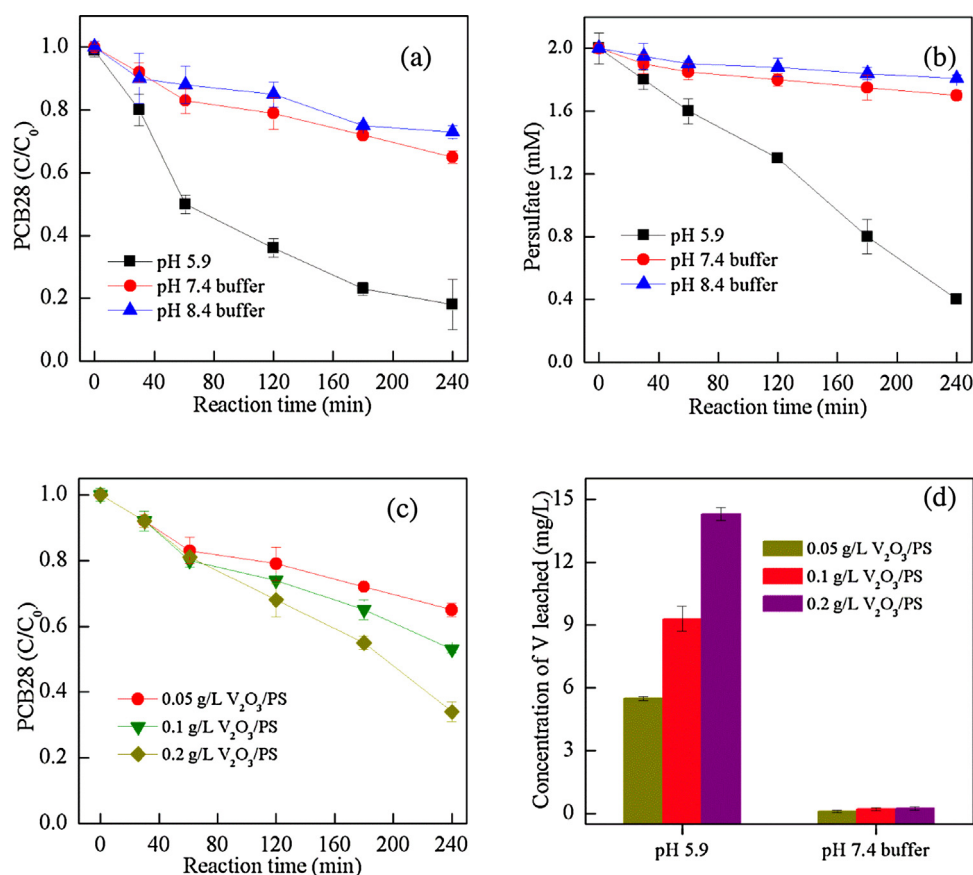 (a)
PCB28 (C/C₀)
1.0
0.8
0.6
0.4
0.2
0.0
pH 5.9
pH 7.4 buffer
pH 8.4 buffer
0 40 80 120 160 200 240
Reaction time (min)
(b)
Persulfate (mM)
2.0
1.6
1.2
0.8
0.4
0.0
pH 5.9
pH 7.4 buffer
pH 8.4 buffer
0 40 80 120 160 200 240
Reaction time (min)
(c)
PCB28 (C/C₀)
1.0
0.8
0.6
0.4
0.2
0.0
0.05 g/L V₂O₃/PS
0.1 g/L V₂O₃/PS
0.2 g/L V₂O₃/PS
0 40 80 120 160 200 240
Reaction time (min)
(d)
Concentration of V leached (mg/L)
15
12
9
6
3
0
0.05 g/L V₂O₃/PS
0.1 g/L V₂O₃/PS
0.2 g/L V₂O₃/PS
pH 5.9 pH 7.4 buffer